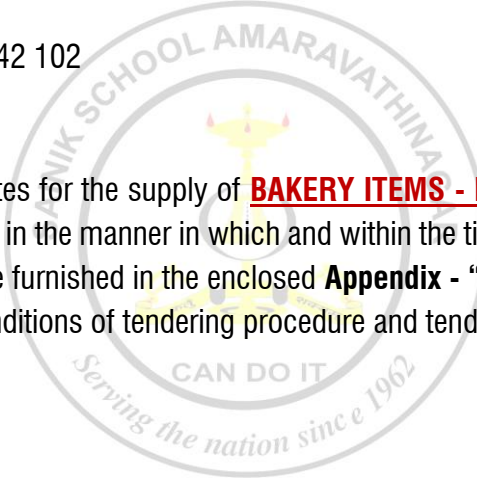 42 102
ANIK SCHOOL AMARAVATHINAGA
tes for the supply of BAKERY ITEMS -
in the manner in which and within the ti
e furnished in the enclosed Appendix - “
nditions of tendering procedure and tend
CAN DO IT
Serving the nation since 1962